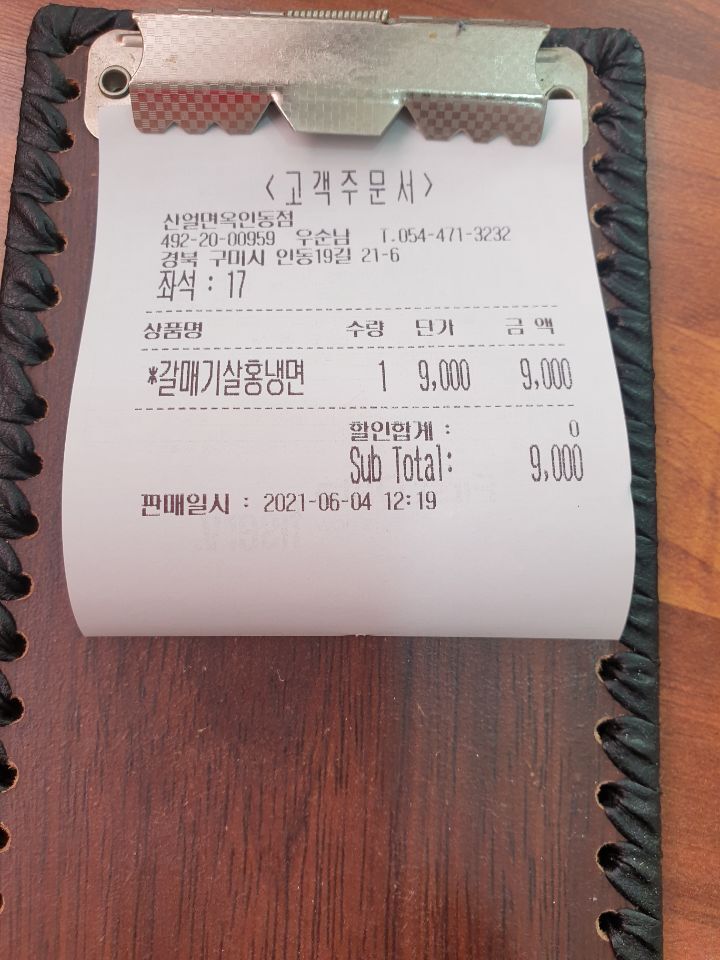 <고객주문서>
산얼면옥인동점
492-20-00959 우순남 T.054-471-3232
경북 구미시 인동19길 21-6
좌석 : 17
상품명 수량 단가 금 액
*갈매기살홍냉면 1 9,000 9,000
할인합계 : 0
Sub Total: 9,000
판매일시 : 2021-06-04 12:19